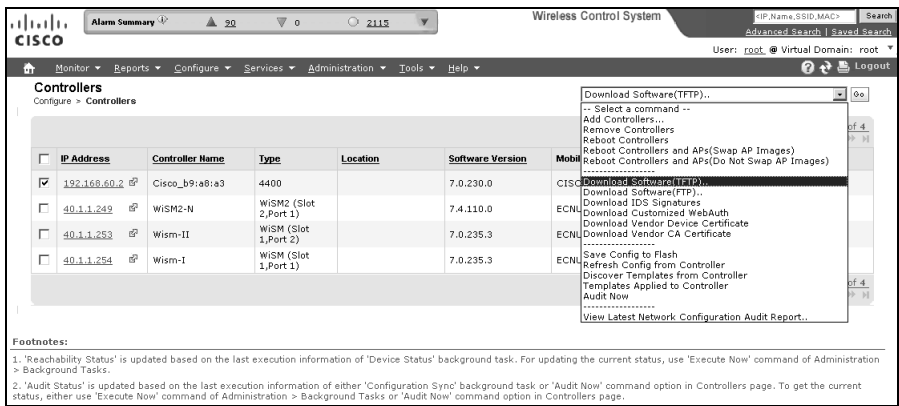 Alarm Summary 90 0 2115
Wireless Control System
<IP,Name,SSID,MAC> Search
Advanced Search | Saved Search
CISCO
User: root @ Virtual Domain: root
Monitor Reports Configure Services Administration Tools Help Logout
Controllers
Configure > Controllers
Download Software(TFTP).. Go
-- Select a command --
Add Controllers...
Remove Controllers
Reboot Controllers
Reboot Controllers and APs(Swap AP Images)
Reboot Controllers and APs(Do Not Swap AP Images)
------------------
Download Software(TFTP)..
Download Software(FTP)..
Download IDS Signatures
Download Customized WebAuth
Download Vendor Device Certificate
Download Vendor CA Certificate
------------------
Save Config to Flash
Refresh Config from Controller
Discover Templates from Controller
Templates Applied to Controller
Audit Now
------------------
View Latest Network Configuration Audit Report..
of 4
IP Address Controller Name Type Location Software Version Mobil
192.168.60.2 Cisco_b9:a8:a3 4400 7.0.230.0 CISC
40.1.1.249 WiSM2-N WiSM2 (Slot 2,Port 1) 7.4.110.0 ECNU
40.1.1.253 Wism-II WiSM (Slot 1,Port 2) 7.0.235.3 ECNU
40.1.1.254 Wism-I WiSM (Slot 1,Port 1) 7.0.235.3 ECNU
of 4
Footnotes:
1. 'Reachability Status' is updated based on the last execution information of 'Device Status' background task. For updating the current status, use 'Execute Now' command of Administration
> Background Tasks.
2. 'Audit Status' is updated based on the last execution information of either 'Configuration Sync' background task or 'Audit Now' command option in Controllers page. To get the current
status, either use 'Execute Now' command of Administration > Background Tasks or 'Audit Now' command option in Controllers page.